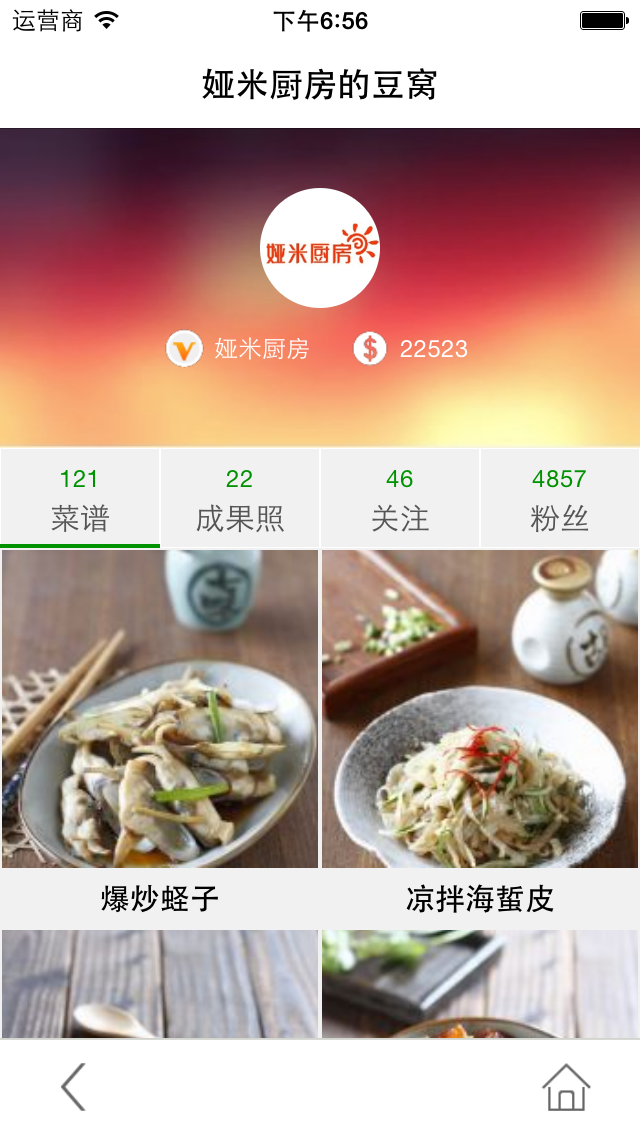 运营商 下午6:56
娅米厨房的豆窝
娅米厨房
娅米厨房 $ 22523
121 22 46 4857
菜谱 成果照 关注 粉丝
爆炒蛏子 凉拌海蜇皮